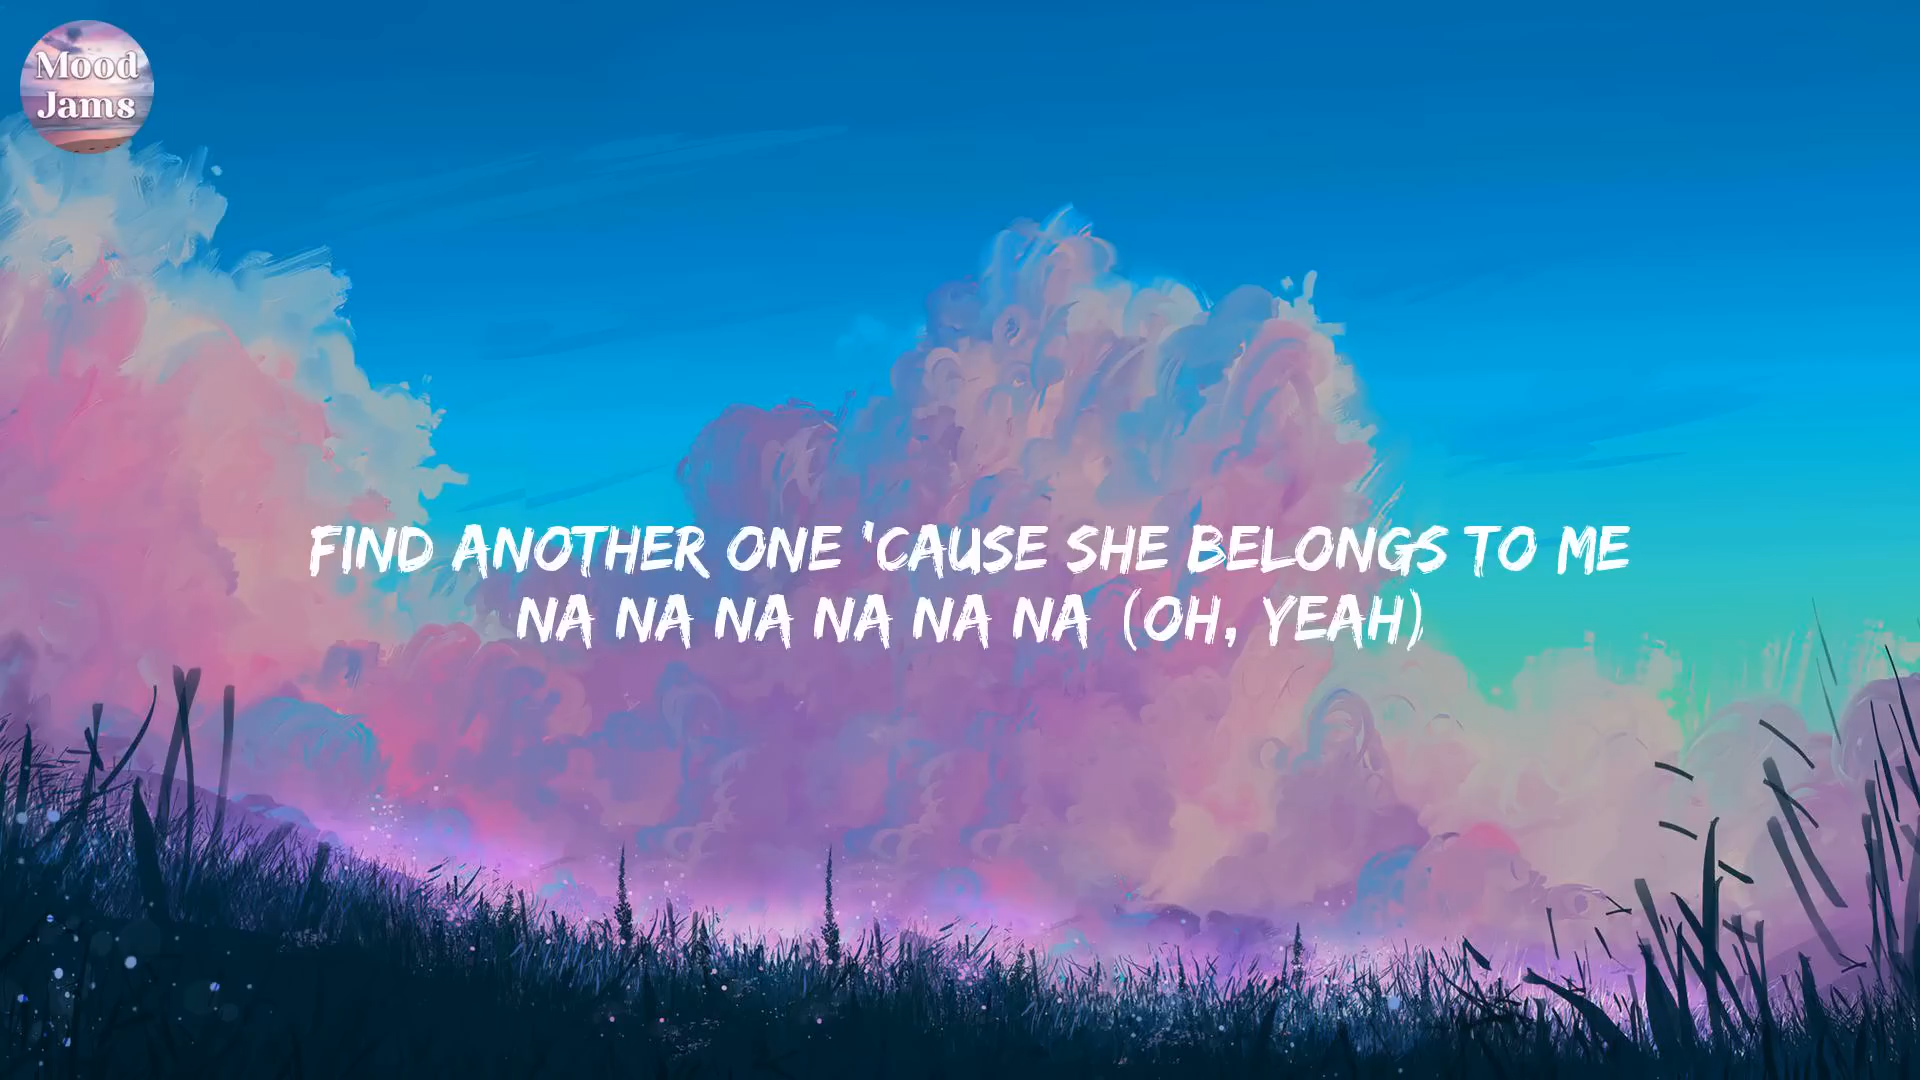 Mood
Jams
FIND ANOTHER ONE 'CAUSE SHE BELONGS TO ME
NA NA NA NA NA NA (OH, YEAH)